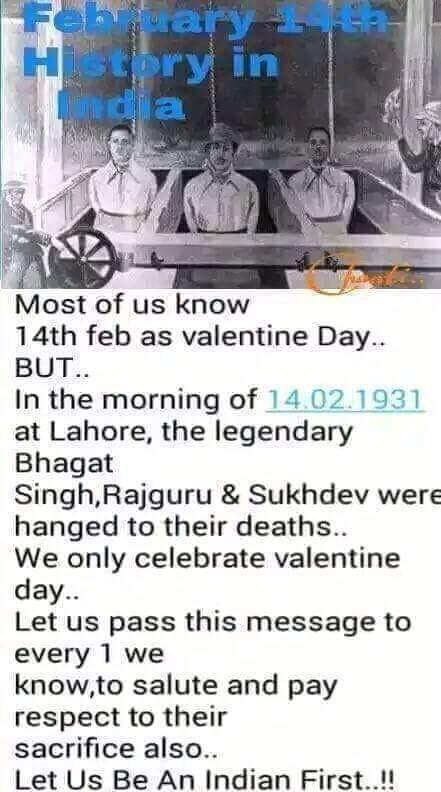 February 14th
History in
India
Most of us know
14th feb as valentine Day..
BUT..
In the morning of 14.02.1931
at Lahore, the legendary
Bhagat
Singh,Rajguru & Sukhdev were
hanged to their deaths..
We only celebrate valentine
day..
Let us pass this message to
every 1 we
know,to salute and pay
respect to their
sacrifice also..
Let Us Be An Indian First..!!